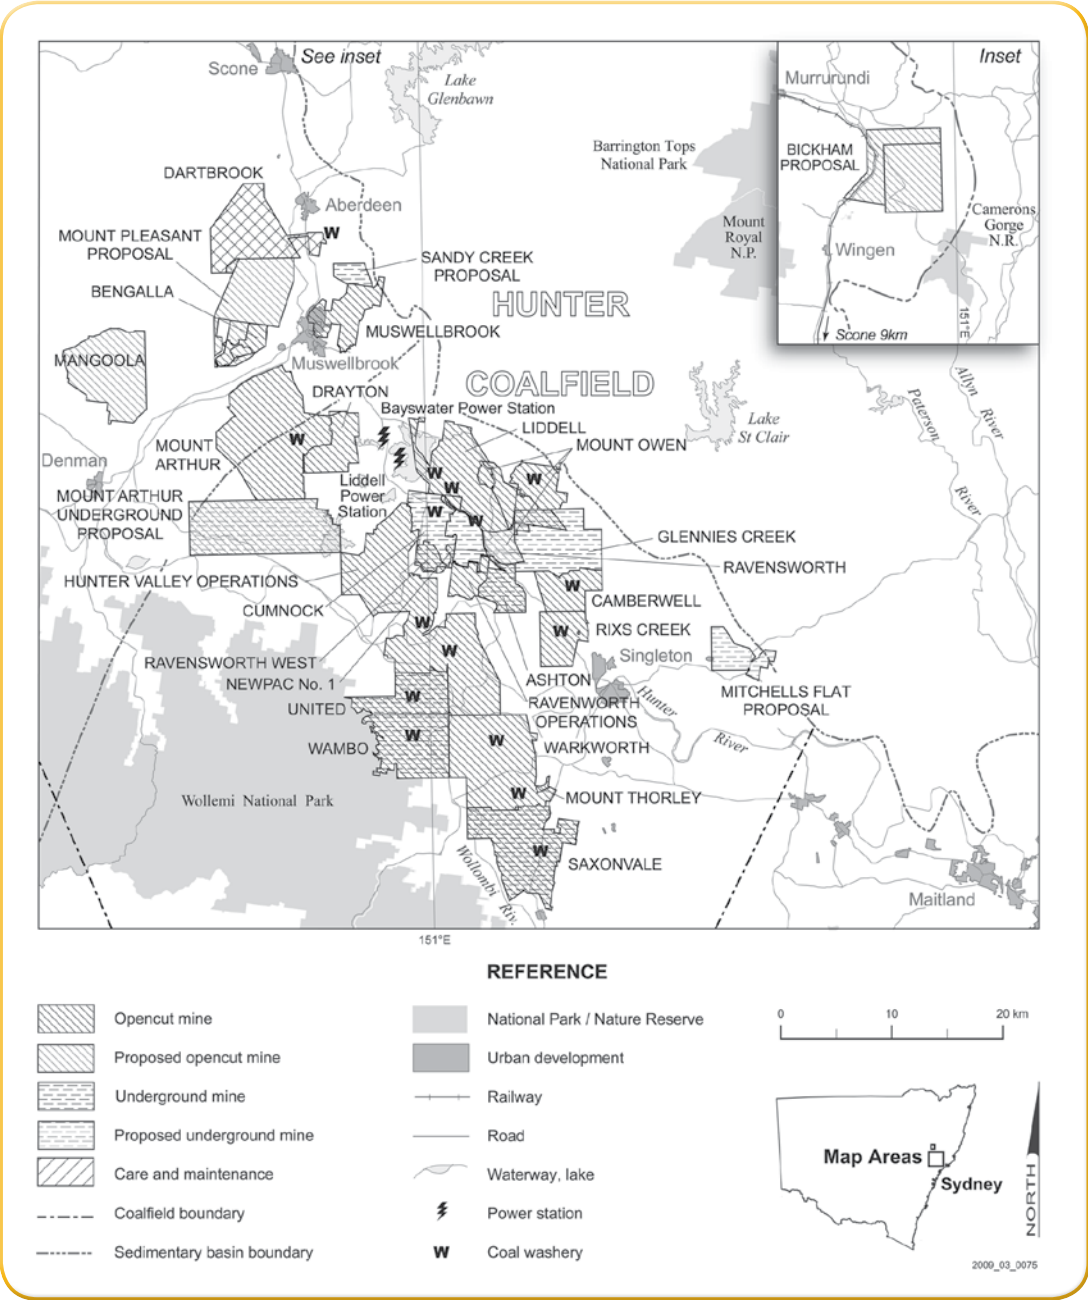 See inset
Scone
Lake
Glenbawn
Inset
Murrurundi
BICKHAM
PROPOSAL
Camerons
Gorge
N.R.
Wingen
151°E
Scone 9km
Barrington Tops
National Park
Mount
Royal
N.P.
DARTBROOK
Aberdeen
W
MOUNT PLEASANT
PROPOSAL
SANDY CREEK
PROPOSAL
BENGALLA
HUNTER
MUSWELLBROOK
MANGOOLA
Muswellbrook
COALFIELD
DRAYTON
Bayswater Power Station
LIDDELL
MOUNT OWEN
Lake
St Clair
Paterson
River
Allyn
River
MOUNT
ARTHUR
W
Denman
Liddell
Power
Station
W
W
W
W
W
MOUNT ARTHUR
UNDERGROUND
PROPOSAL
GLENNIES CREEK
RAVENSWORTH
HUNTER VALLEY OPERATIONS
W
CAMBERWELL
CUMNOCK
W
W
RIXS CREEK
W
RAVENSWORTH WEST
Singleton
NEWPAC No. 1
ASHTON
UNITED
W
RAVENWORTH
OPERATIONS
Hunter
River
MITCHELLS FLAT
PROPOSAL
WAMBO
W
W
WARKWORTH
Wollemi National Park
W
MOUNT THORLEY
W
SAXONVALE
Wollombi
Riv.
Maitland
151°E
REFERENCE
Opencut mine
Proposed opencut mine
Underground mine
Proposed underground mine
Care and maintenance
Coalfield boundary
Sedimentary basin boundary
National Park / Nature Reserve
Urban development
Railway
Road
Waterway, lake
Power station
W Coal washery
0 10 20 km
Map Areas
Sydney
NORTH
2009_03_0075